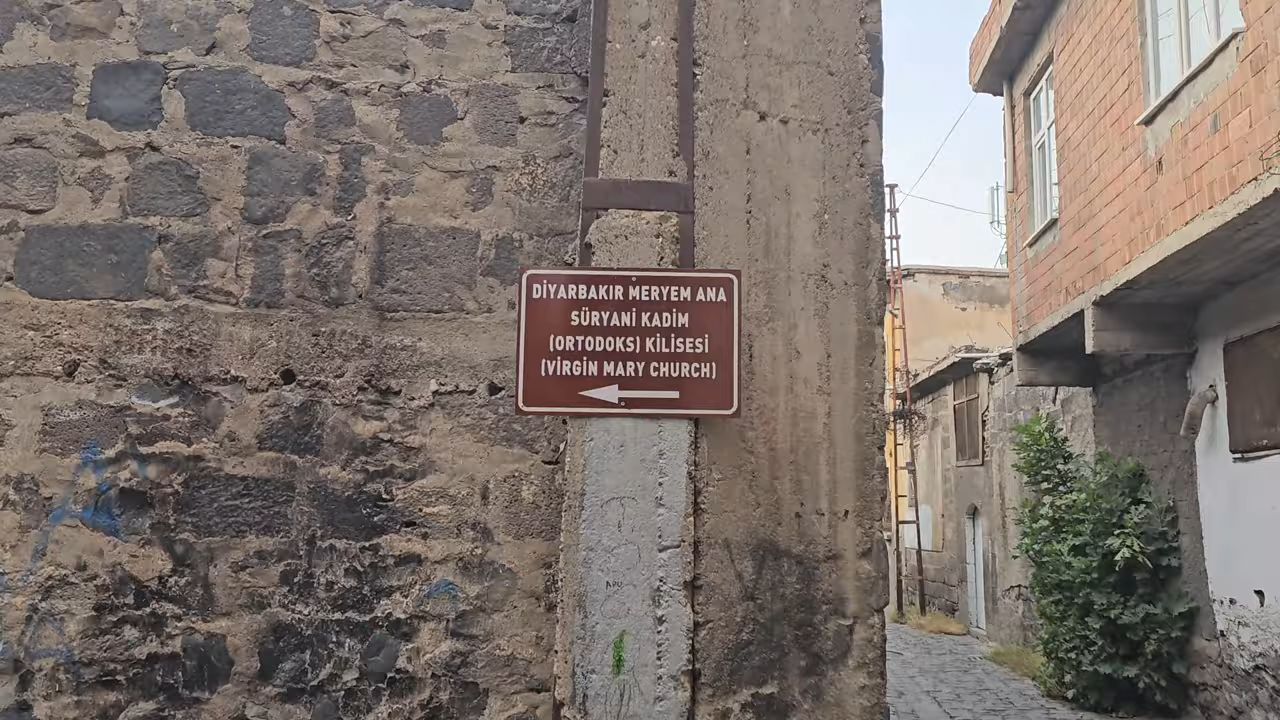 DİYARBAKIR MERYEM ANA
SÜRYANİ KADİM
(ORTODOKS) KİLİSESİ
(VİRGİN MARY CHURCH)